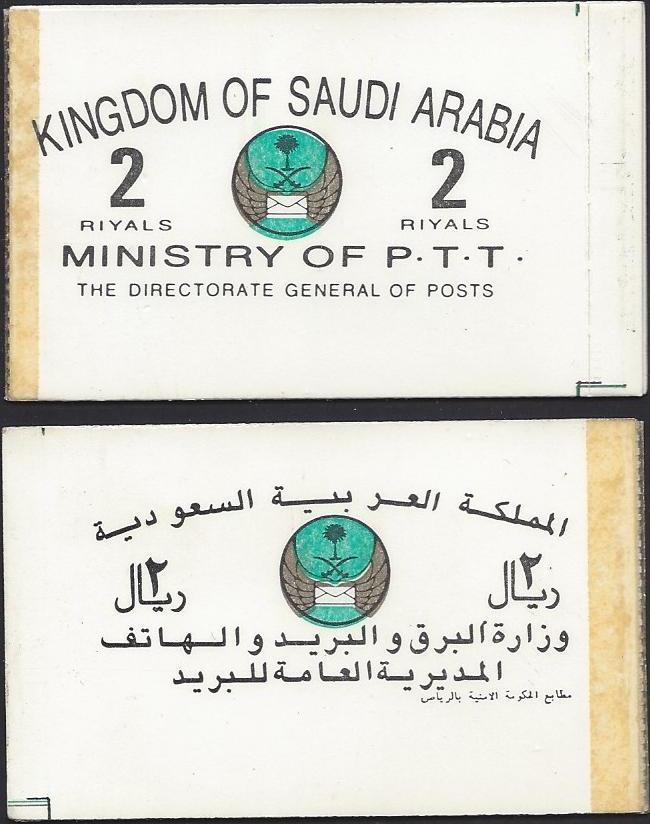 KINGDOM OF SAUDI ARABIA
2 2
RIYALS RIYALS
MINISTRY OF P.T.T.
THE DIRECTORATE GENERAL OF POSTS
المملكة العربية السعودية
٢ ريال ٢ ريال
وزارة البرق و البريد و الهاتف
المديرية العامة للبريد
مطابع الحكومة الامنية بالرياض